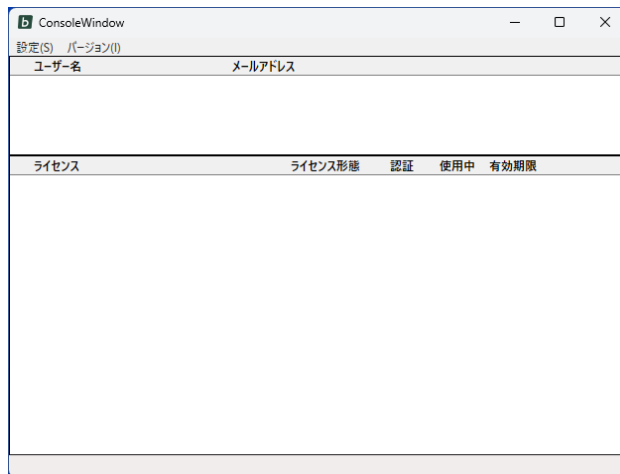 b ConsoleWindow
設定(S) バージョン(I)
ユーザー名 メールアドレス
ライセンス ライセンス形態 認証 使用中 有効期限